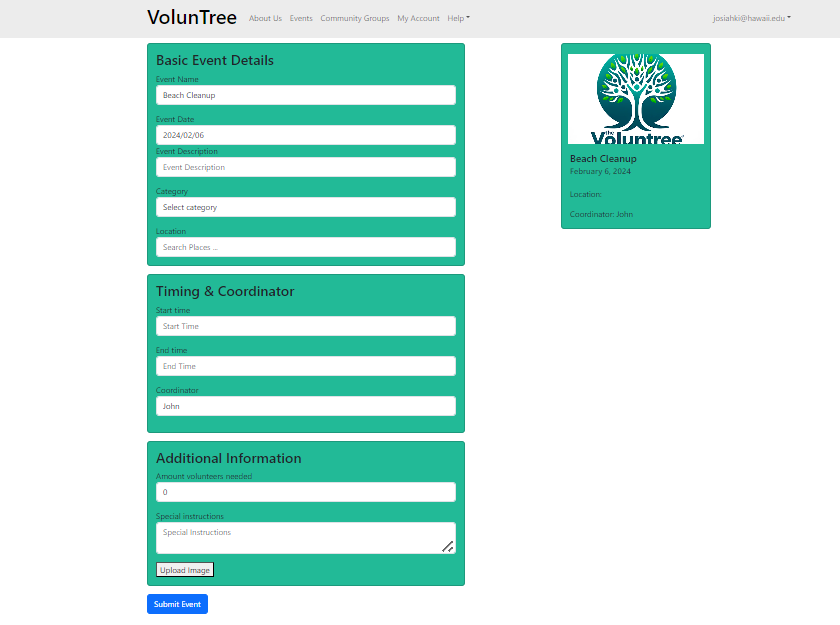 VolunTree About Us Events Community Groups My Account Help josiahki@hawaii.edu
Basic Event Details
Event Name
Beach Cleanup
Event Date
2024/02/06
Event Description
Event Description
Category
Select category
Location
Search Places ...
Timing & Coordinator
Start time
Start Time
End time
End Time
Coordinator
John
Additional Information
Amount volunteers needed
0
Special instructions
Special Instructions
Upload Image
Submit Event
the
Voluntree
Beach Cleanup
February 6, 2024
Location:
Coordinator: John